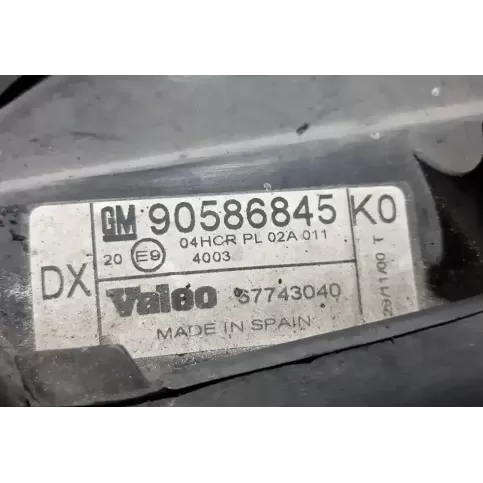 GM 90586845 K0
04HCR PL 02A 011
20 E9 4003
DX
Valeo 67743040
MADE IN SPAIN
29/11/00 T